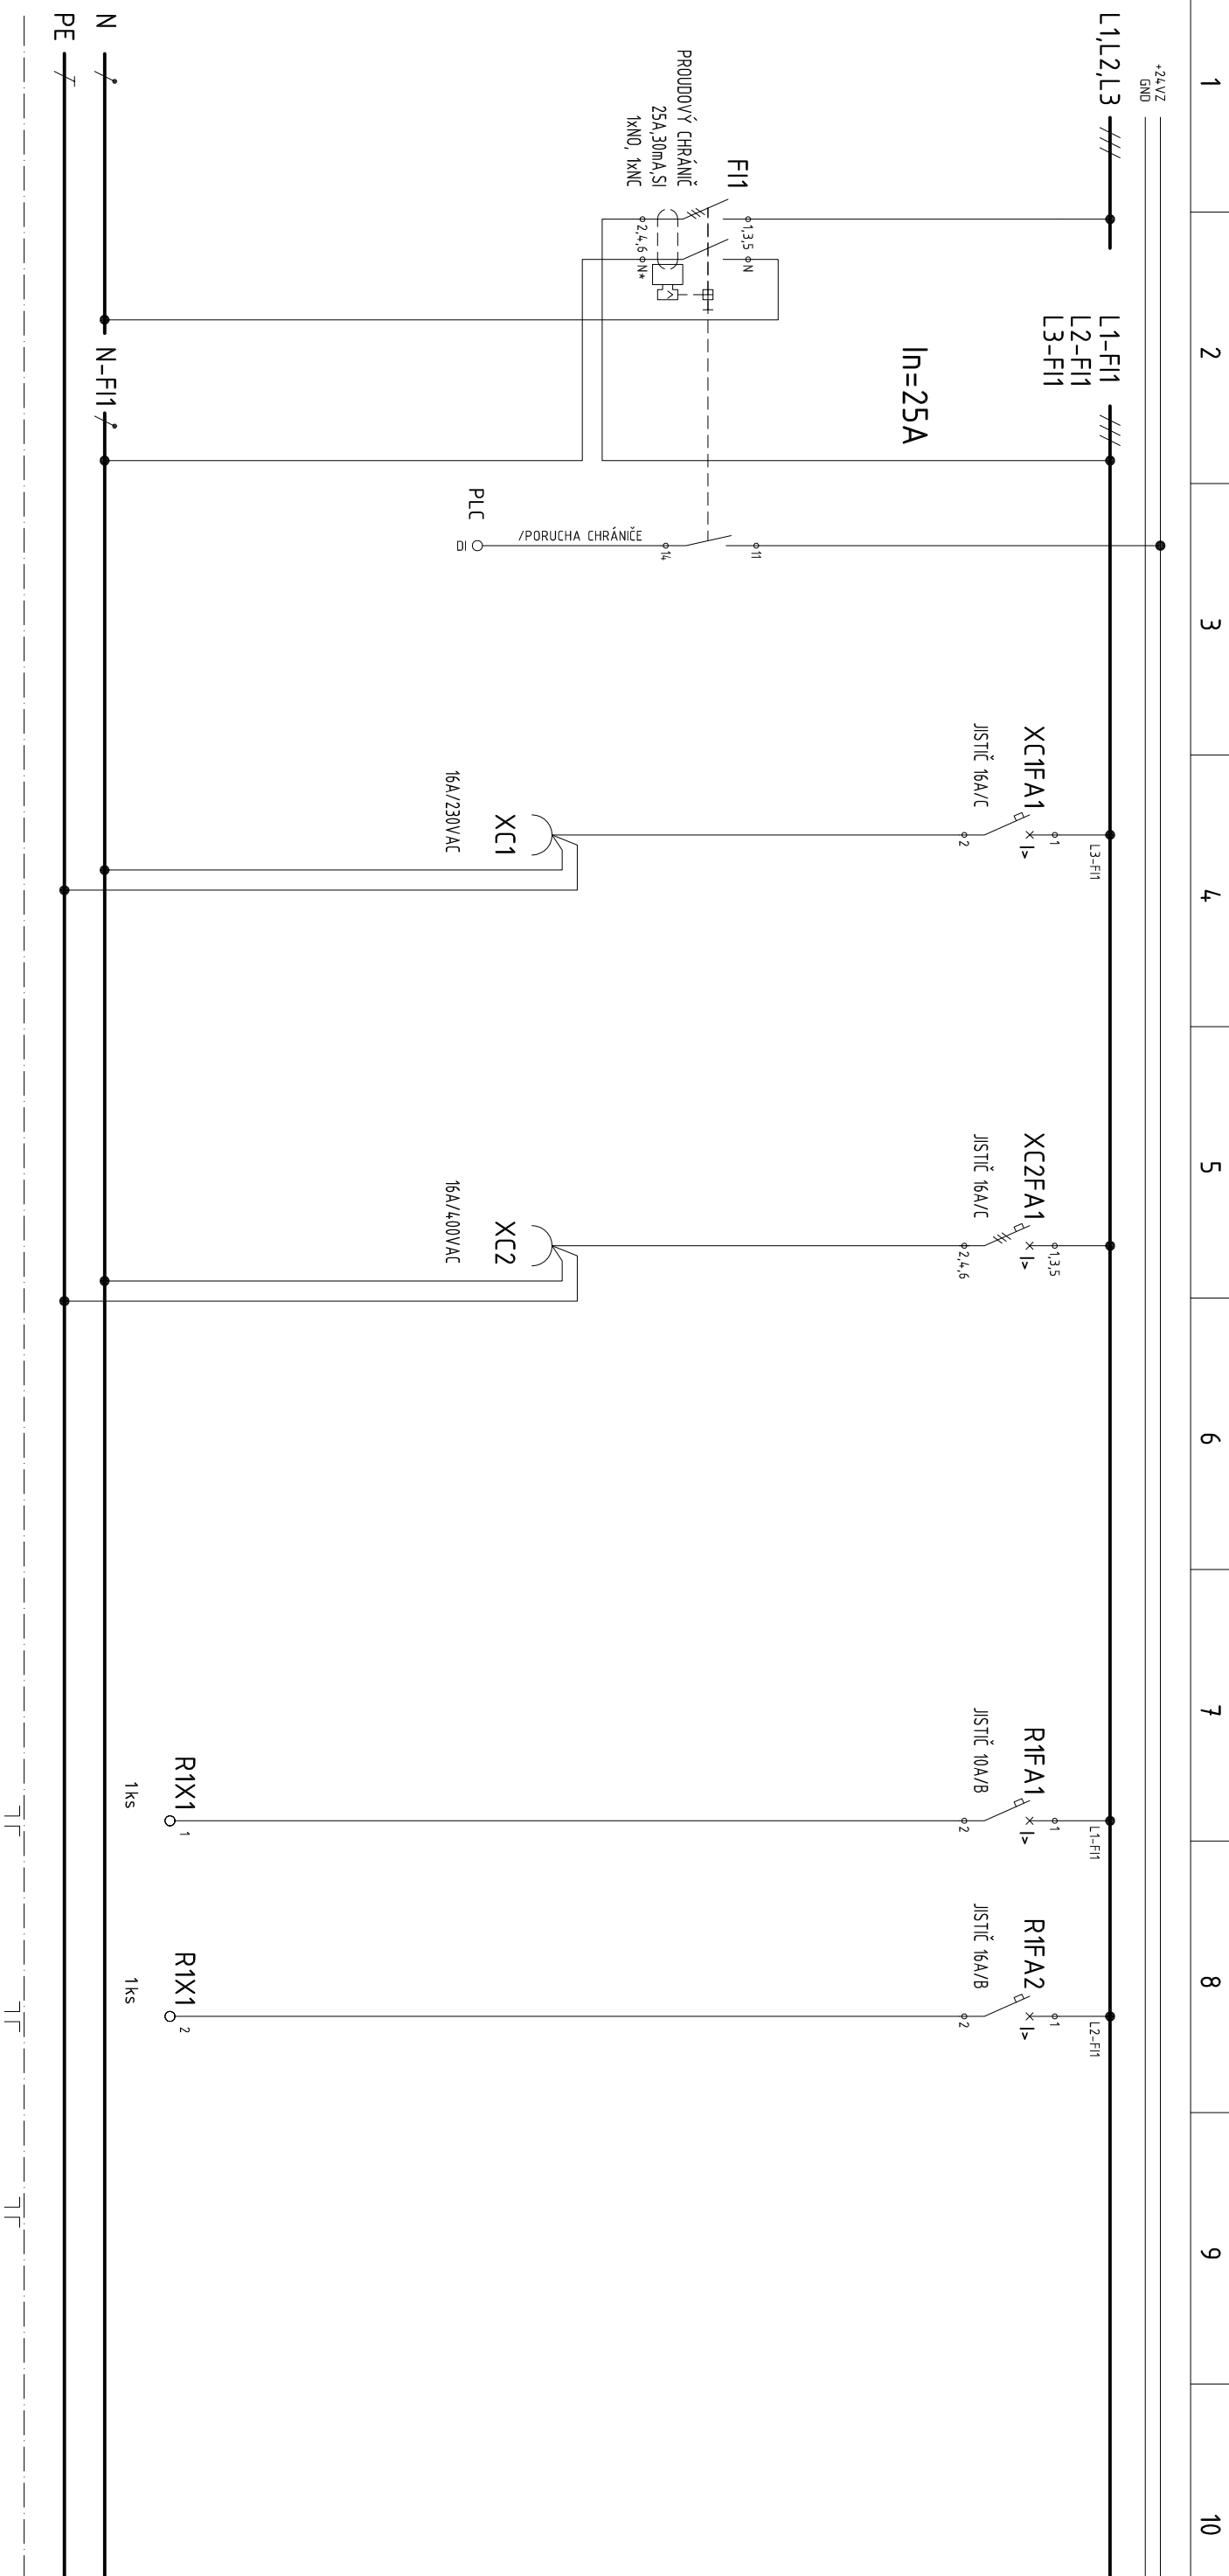 1
2
3
4
5
6
7
8
9
10
+24VZ
GND
L1,L2,L3
L1-FI1
L2-FI1
L3-FI1
In=25A
FI1
PROUDOVÝ CHRÁNIČ
25A,30mA,SI
1xNO, 1xNC
1,3,5
N
2,4,6
N*
11
14
/PORUCHA CHRÁNIČE
PLC
DI
L3-FI1
XC1FA1
JISTIČ 16A/C
1
I>
2
XC1
16A/230VAC
XC2FA1
JISTIČ 16A/C
1,3,5
I>
2,4,6
XC2
16A/400VAC
L1-FI1
R1FA1
JISTIČ 10A/B
1
I>
2
R1X1
1
1ks
L2-FI1
R1FA2
JISTIČ 16A/B
1
I>
2
R1X1
2
1ks
N
N-FI1
PE